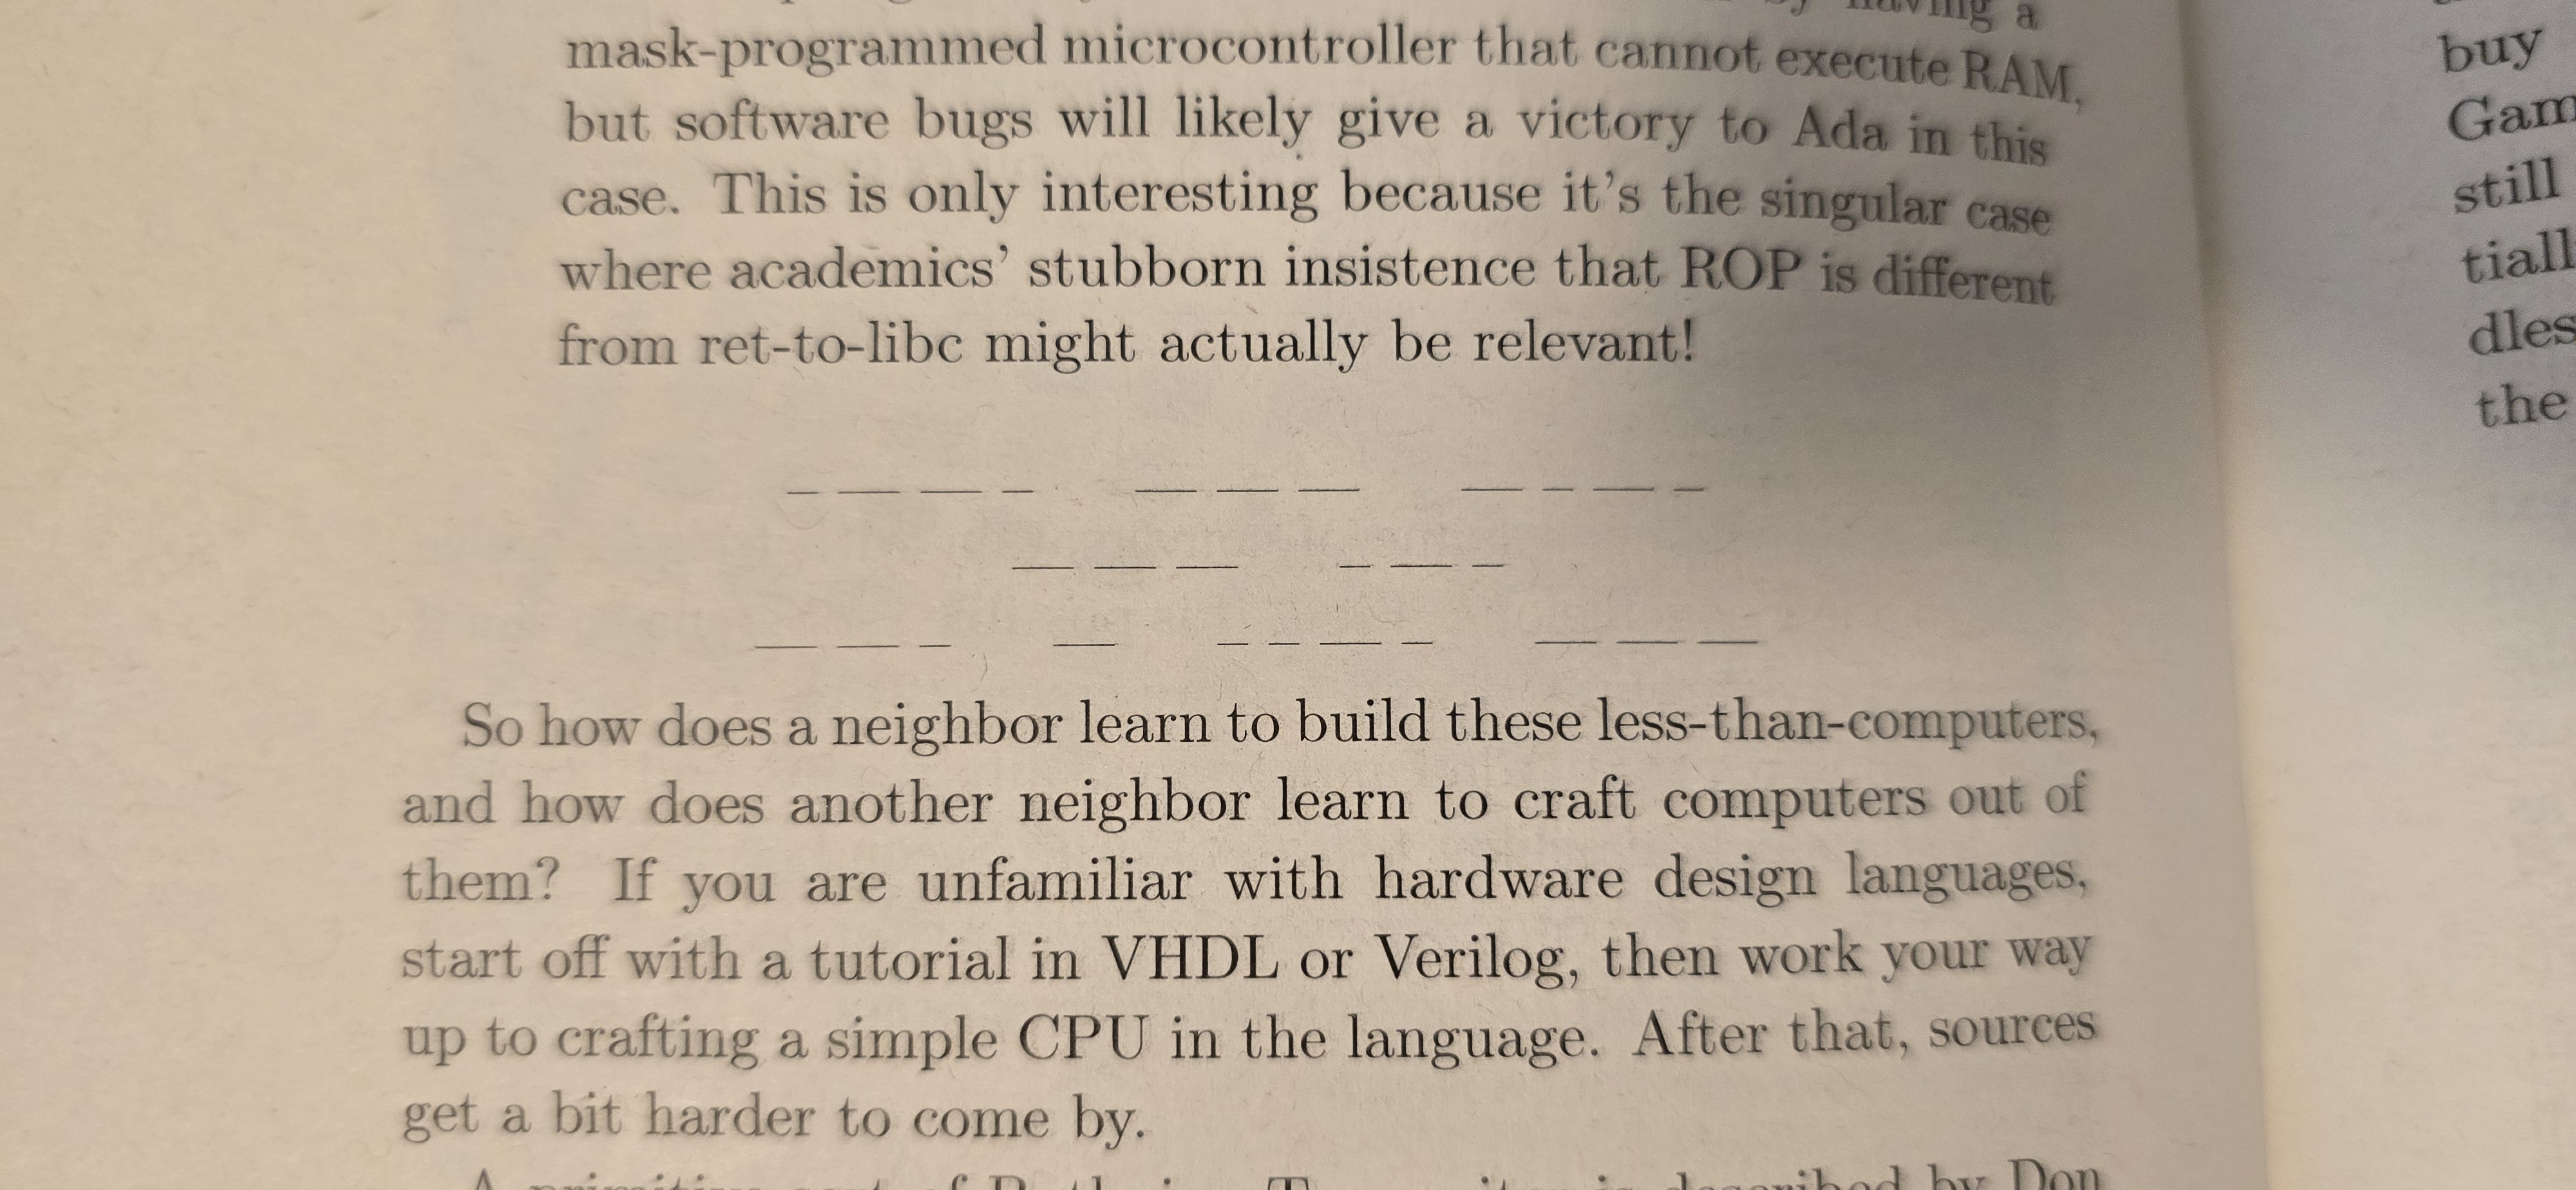 having a
mask-programmed microcontroller that cannot execute RAM,
but software bugs will likely give a victory to Ada in this
case. This is only interesting because it's the singular case
where academics' stubborn insistence that ROP is different
from ret-to-libc might actually be relevant!
— — — —   — — —   — — — —
— — —   — — —
— — —   —   — — — —   — — —
So how does a neighbor learn to build these less-than-computers,
and how does another neighbor learn to craft computers out of
them? If you are unfamiliar with hardware design languages,
start off with a tutorial in VHDL or Verilog, then work your way
up to crafting a simple CPU in the language. After that, sources
get a bit harder to come by.
A primitive sort of is described by Don
buy
still
the